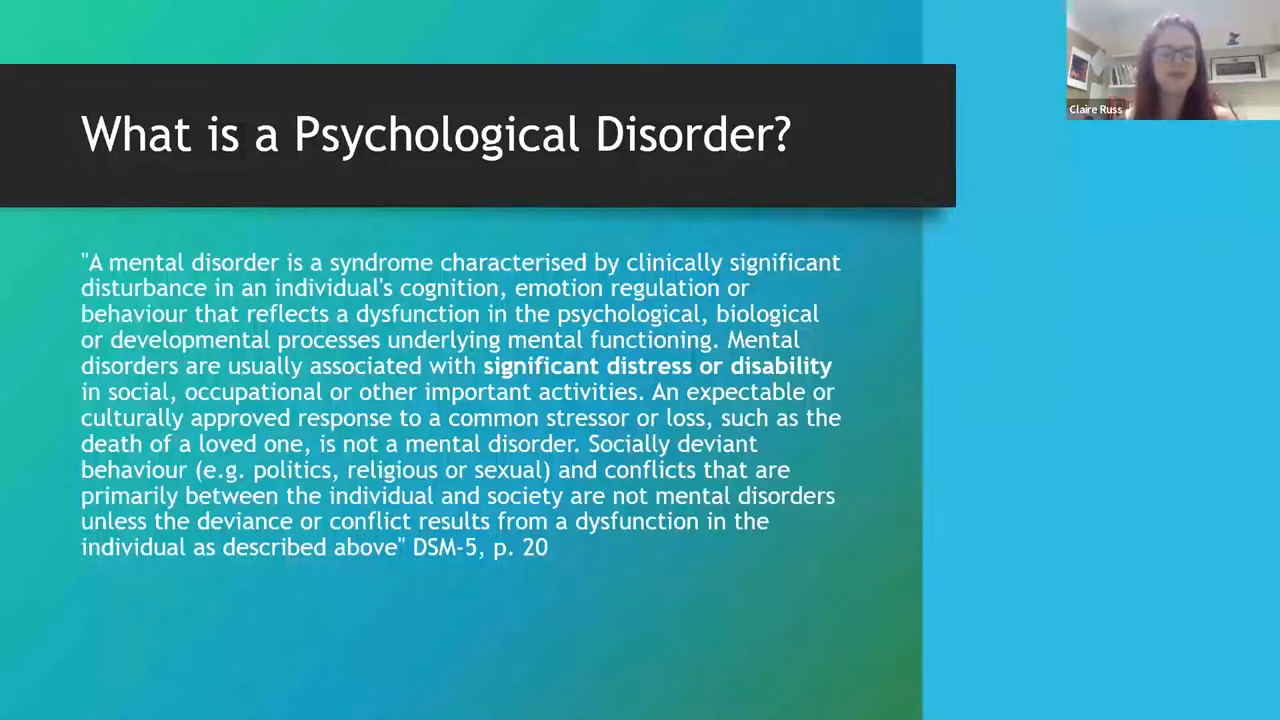 What is a Psychological Disorder?
"A mental disorder is a syndrome characterised by clinically significant
disturbance in an individual's cognition, emotion regulation or
behaviour that reflects a dysfunction in the psychological, biological
or developmental processes underlying mental functioning. Mental
disorders are usually associated with significant distress or disability
in social, occupational or other important activities. An expectable or
culturally approved response to a common stressor or loss, such as the
death of a loved one, is not a mental disorder. Socially deviant
behaviour (e.g. politics, religious or sexual) and conflicts that are
primarily between the individual and society are not mental disorders
unless the deviance or conflict results from a dysfunction in the
individual as described above" DSM-5, p. 20
Claire Russ